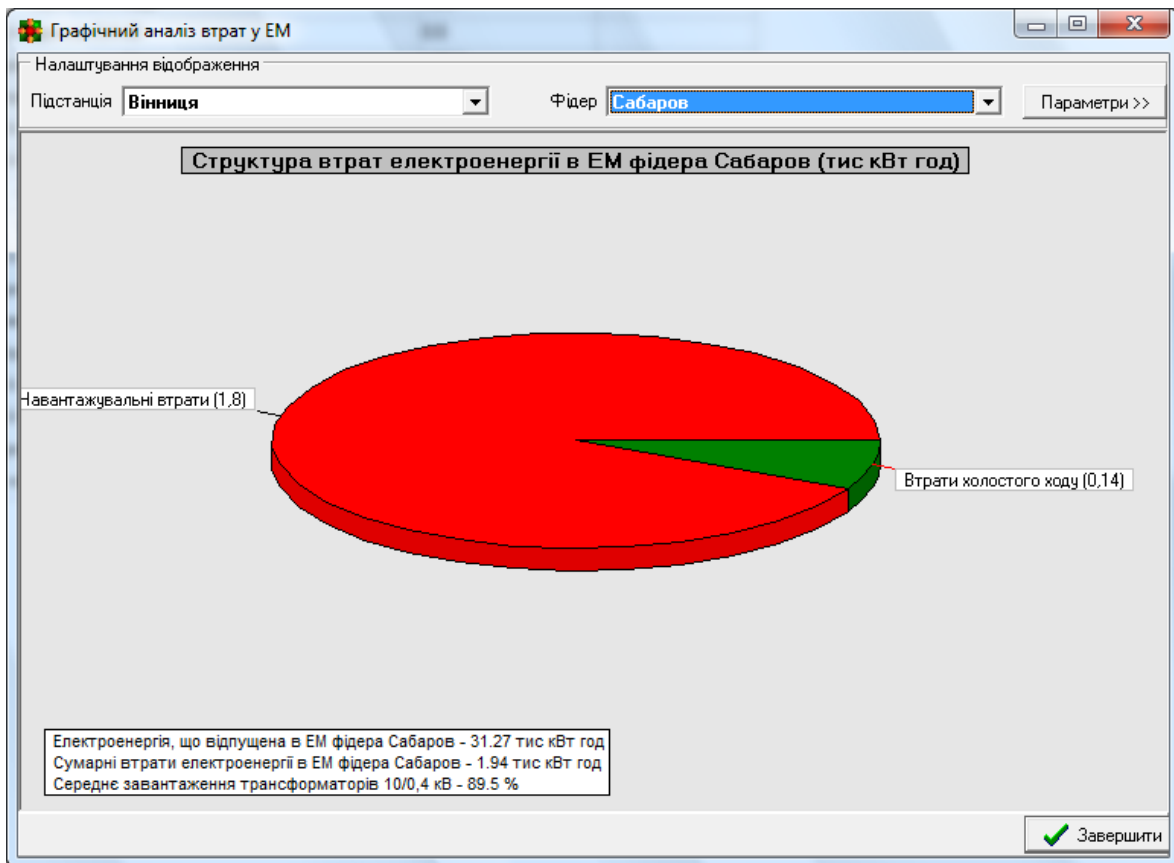 Графічний аналіз втрат у ЕМ
Налаштування відображення
Підстанція Вінниця Фідер Сабаров Параметри >>
Структура втрат електроенергії в ЕМ фідера Сабаров (тис кВт год)
Навантажувальні втрати (1,8)
Втрати холостого ходу (0,14)
Електроенергія, що відпущена в ЕМ фідера Сабаров - 31.27 тис кВт год
Сумарні втрати електроенергії в ЕМ фідера Сабаров - 1.94 тис кВт год
Середнє завантаження трансформаторів 10/0,4 кВ - 89.5 %
Завершити